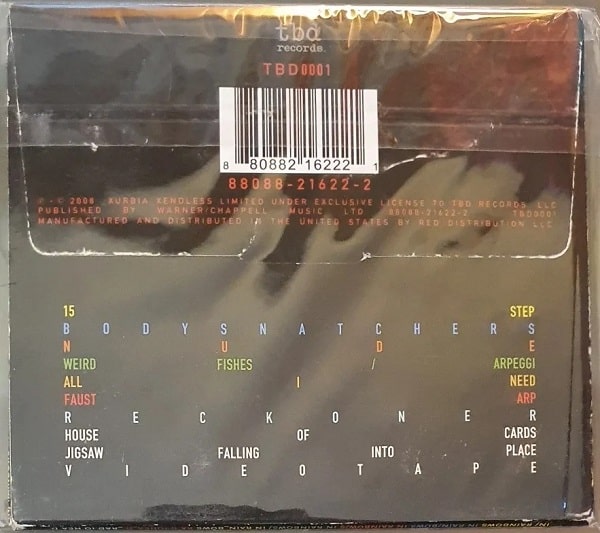 tbd
records.
TBD0001
8 80882 16222 1
88088-21622-2
℗ - © 2008 XURBIA XENDLESS LIMITED UNDER EXCLUSIVE LICENSE TO TBD RECORDS, LLC
PUBLISHED BY WARNER/CHAPPELL MUSIC LTD 88088-21622-2 TBD0001
MANUFACTURED AND DISTRIBUTED IN THE UNITED STATES BY RED DISTRIBUTION LLC
15 STEP
BODYSNATCHERS
NUDE
WEIRD FISHES / ARPEGGI
ALL I NEED
FAUST ARP
RECKONER
HOUSE OF CARDS
JIGSAW FALLING INTO PLACE
VIDEOTAPE